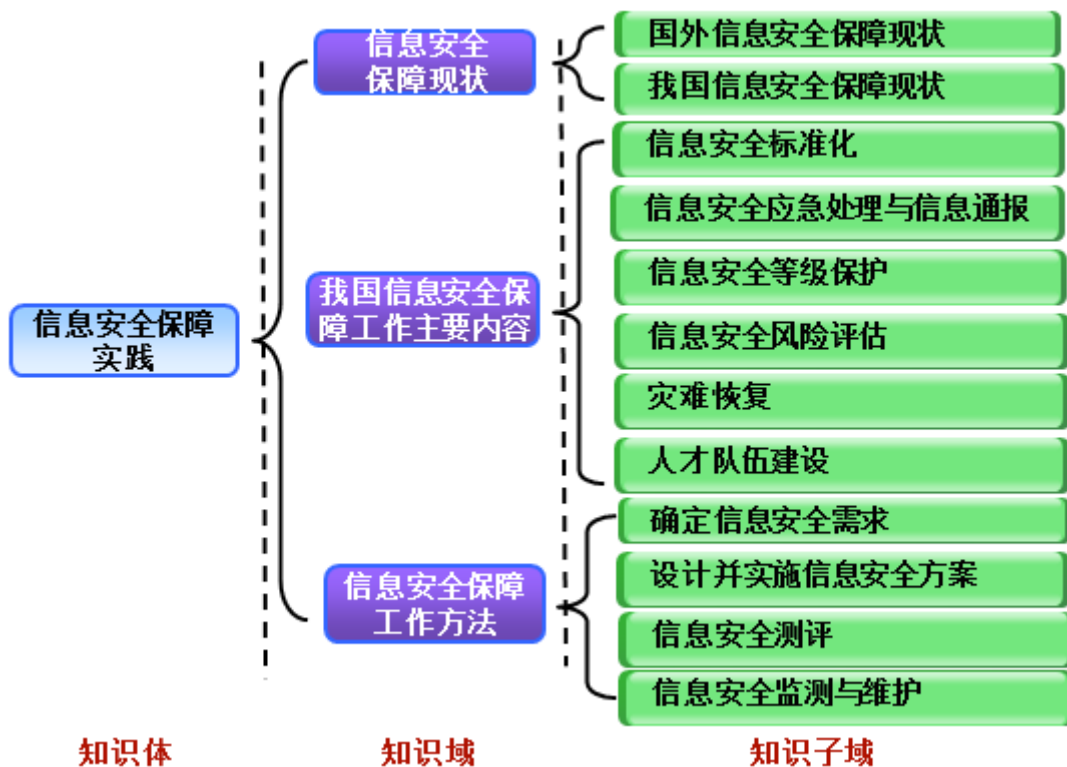 信息安全保障
实践
信息安全
保障现状
国外信息安全保障现状
我国信息安全保障现状
我国信息安全保
障工作主要内容
信息安全标准化
信息安全应急处理与信息通报
信息安全等级保护
信息安全风险评估
灾难恢复
人才队伍建设
信息安全保障
工作方法
确定信息安全需求
设计并实施信息安全方案
信息安全测评
信息安全监测与维护
知识体
知识域
知识子域